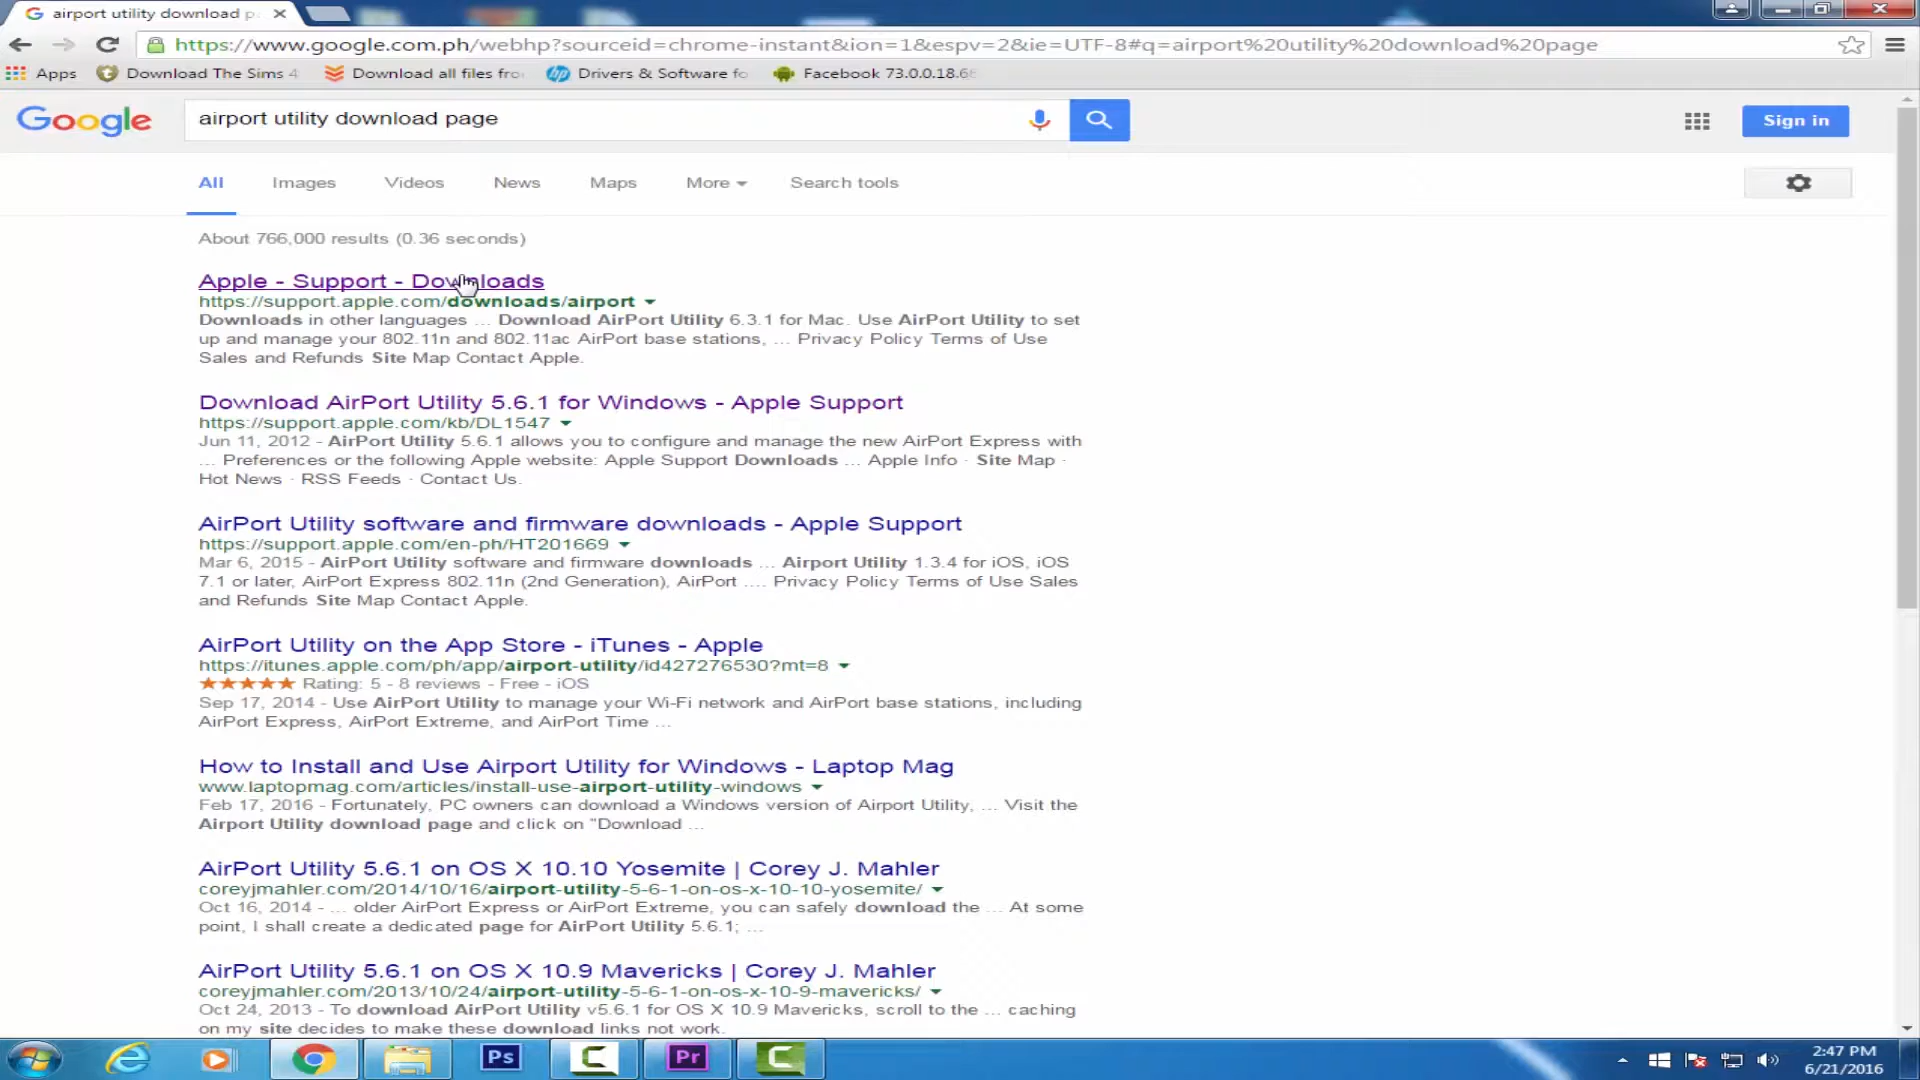 airport utility download p
https://www.google.com.ph/webhp?sourceid=chrome-instant&ion=1&espv=2&ie=UTF-8#q=airport%20utility%20download%20page
Apps Download The Sims 4 Download all files fro Drivers & Software fo Facebook 73.0.0.18.66
Google airport utility download page Sign in
All Images Videos News Maps More Search tools
About 766,000 results (0.36 seconds)
Apple - Support - Downloads
https://support.apple.com/downloads/airport
Downloads in other languages ... Download AirPort Utility 6.3.1 for Mac. Use AirPort Utility to set
up and manage your 802.11n and 802.11ac AirPort base stations, ... Privacy Policy Terms of Use
Sales and Refunds Site Map Contact Apple.
Download AirPort Utility 5.6.1 for Windows - Apple Support
https://support.apple.com/kb/DL1547
Jun 11, 2012 - AirPort Utility 5.6.1 allows you to configure and manage the new AirPort Express with
... Preferences or the following Apple website: Apple Support Downloads ... Apple Info · Site Map ·
Hot News · RSS Feeds · Contact Us.
AirPort Utility software and firmware downloads - Apple Support
https://support.apple.com/en-ph/HT201669
Mar 6, 2015 - AirPort Utility software and firmware downloads ... Airport Utility 1.3.4 for iOS, iOS
7.1 or later, AirPort Express 802.11n (2nd Generation), AirPort .... Privacy Policy Terms of Use Sales
and Refunds Site Map Contact Apple.
AirPort Utility on the App Store - iTunes - Apple
https://itunes.apple.com/ph/app/airport-utility/id427276530?mt=8
Rating: 5 - 8 reviews - Free - iOS
Sep 17, 2014 - Use AirPort Utility to manage your Wi-Fi network and AirPort base stations, including
AirPort Express, AirPort Extreme, and AirPort Time ...
How to Install and Use Airport Utility for Windows - Laptop Mag
www.laptopmag.com/articles/install-use-airport-utility-windows
Feb 17, 2016 - Fortunately, PC owners can download a Windows version of Airport Utility, ... Visit the
Airport Utility download page and click on "Download ...
AirPort Utility 5.6.1 on OS X 10.10 Yosemite | Corey J. Mahler
coreyjmahler.com/2014/10/16/airport-utility-5-6-1-on-os-x-10-10-yosemite/
Oct 16, 2014 - ... older AirPort Express or AirPort Extreme, you can safely download the ... At some
point, I shall create a dedicated page for AirPort Utility 5.6.1; ...
AirPort Utility 5.6.1 on OS X 10.9 Mavericks | Corey J. Mahler
coreyjmahler.com/2013/10/24/airport-utility-5-6-1-on-os-x-10-9-mavericks/
Oct 24, 2013 - To download AirPort Utility v5.6.1 for OS X 10.9 Mavericks, scroll to the ... caching
on my site decides to make these download links not work.
Ps Pr 2:47 PM
6/21/2016